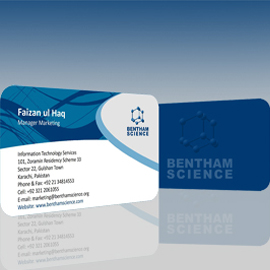 Faizan ul Haq
Manager Marketing
BENTHAM
SCIENCE
Information Technology Services
101, Zoramin Residency Scheme 33
Sector 22, Gulshan Town
Karachi, Pakistan
Phone & Fax: +92 21 34814553
Cell: +92 321 2063355
E-mail: marketing@benthamscience.org
Website: www.benthamscience.com
BENTHAM
SCIENCE